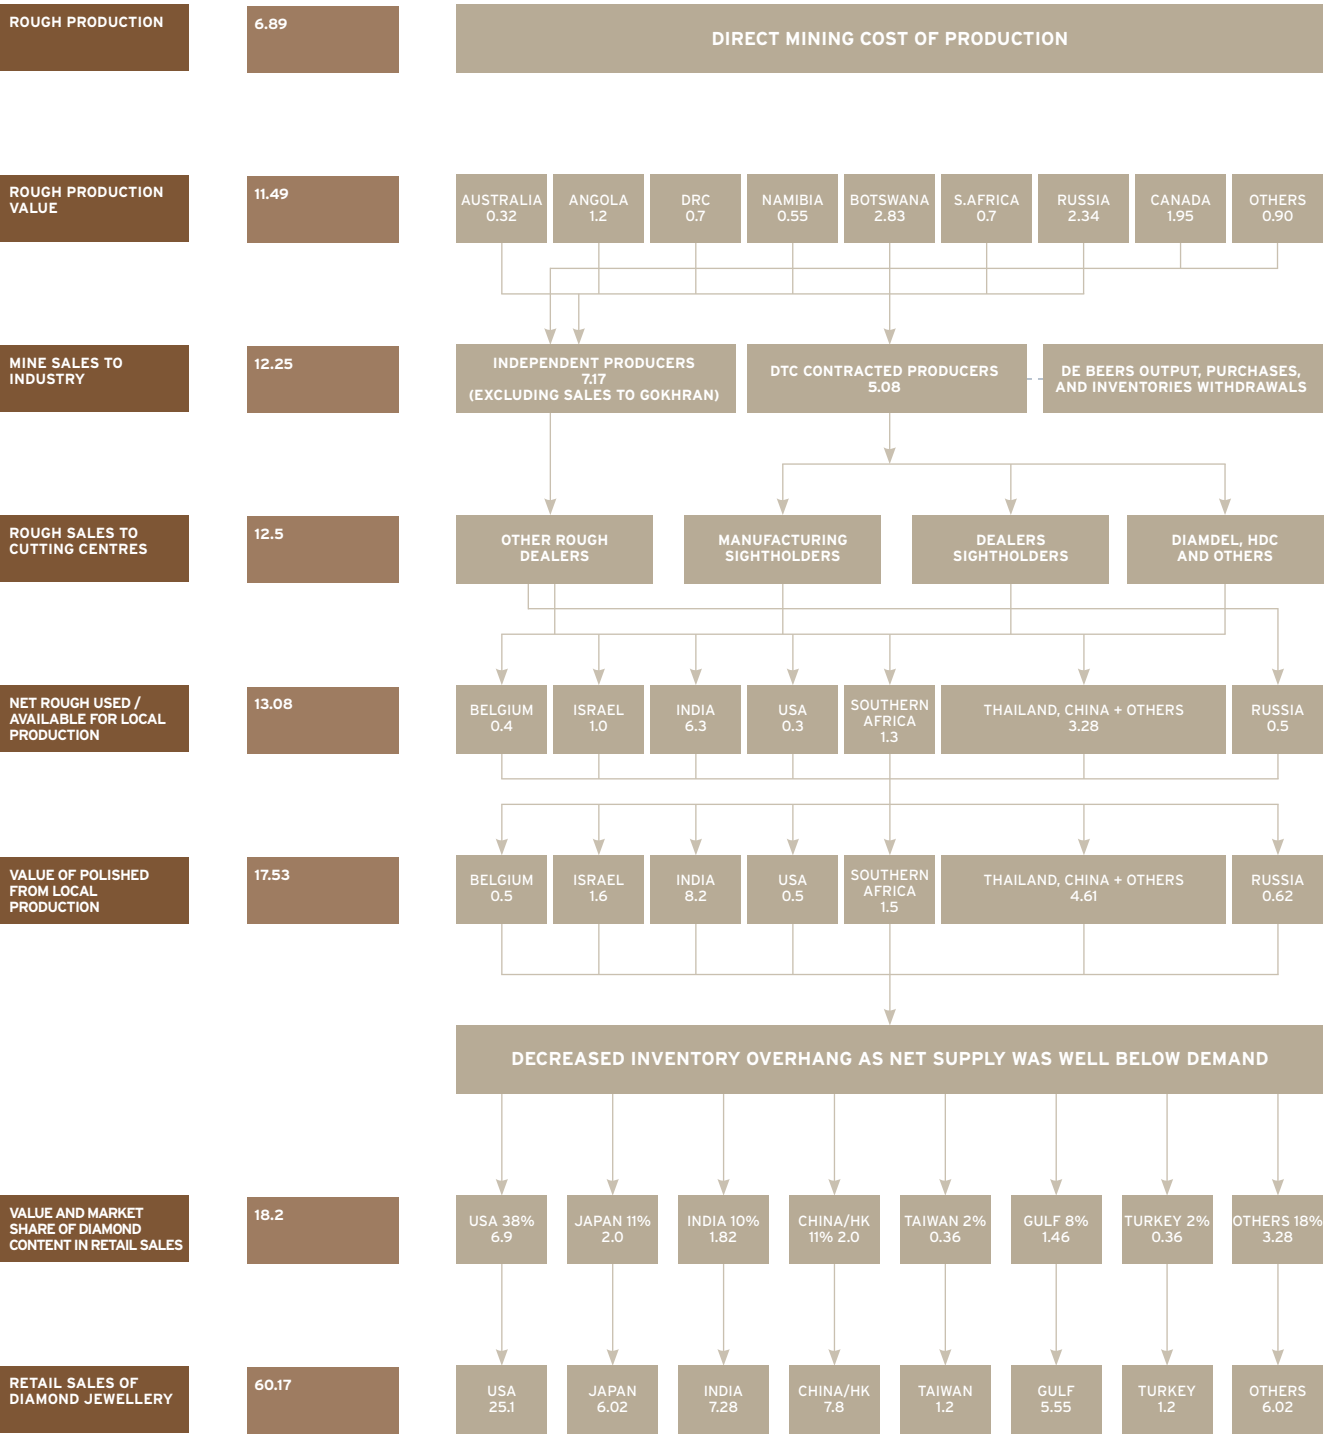 ROUGH PRODUCTION
6.89
DIRECT MINING COST OF PRODUCTION
ROUGH PRODUCTION
VALUE
11.49
AUSTRALIA
0.32
ANGOLA
1.2
DRC
0.7
NAMIBIA
0.55
BOTSWANA
2.83
S.AFRICA
0.7
RUSSIA
2.34
CANADA
1.95
OTHERS
0.90
MINE SALES TO
INDUSTRY
12.25
INDEPENDENT PRODUCERS
7.17
(EXCLUDING SALES TO GOKHRAN)
DTC CONTRACTED PRODUCERS
5.08
DE BEERS OUTPUT, PURCHASES,
AND INVENTORIES WITHDRAWALS
ROUGH SALES TO
CUTTING CENTRES
12.5
OTHER ROUGH
DEALERS
MANUFACTURING
SIGHTHOLDERS
DEALERS
SIGHTHOLDERS
DIAMDEL, HDC
AND OTHERS
NET ROUGH USED /
AVAILABLE FOR LOCAL
PRODUCTION
13.08
BELGIUM
0.4
ISRAEL
1.0
INDIA
6.3
USA
0.3
SOUTHERN
AFRICA
1.3
THAILAND, CHINA + OTHERS
3.28
RUSSIA
0.5
VALUE OF POLISHED
FROM LOCAL
PRODUCTION
17.53
BELGIUM
0.5
ISRAEL
1.6
INDIA
8.2
USA
0.5
SOUTHERN
AFRICA
1.5
THAILAND, CHINA + OTHERS
4.61
RUSSIA
0.62
DECREASED INVENTORY OVERHANG AS NET SUPPLY WAS WELL BELOW DEMAND
VALUE AND MARKET
SHARE OF DIAMOND
CONTENT IN RETAIL SALES
18.2
USA 38%
6.9
JAPAN 11%
2.0
INDIA 10%
1.82
CHINA/HK
11% 2.0
TAIWAN 2%
0.36
GULF 8%
1.46
TURKEY 2%
0.36
OTHERS 18%
3.28
RETAIL SALES OF
DIAMOND JEWELLERY
60.17
USA
25.1
JAPAN
6.02
INDIA
7.28
CHINA/HK
7.8
TAIWAN
1.2
GULF
5.55
TURKEY
1.2
OTHERS
6.02